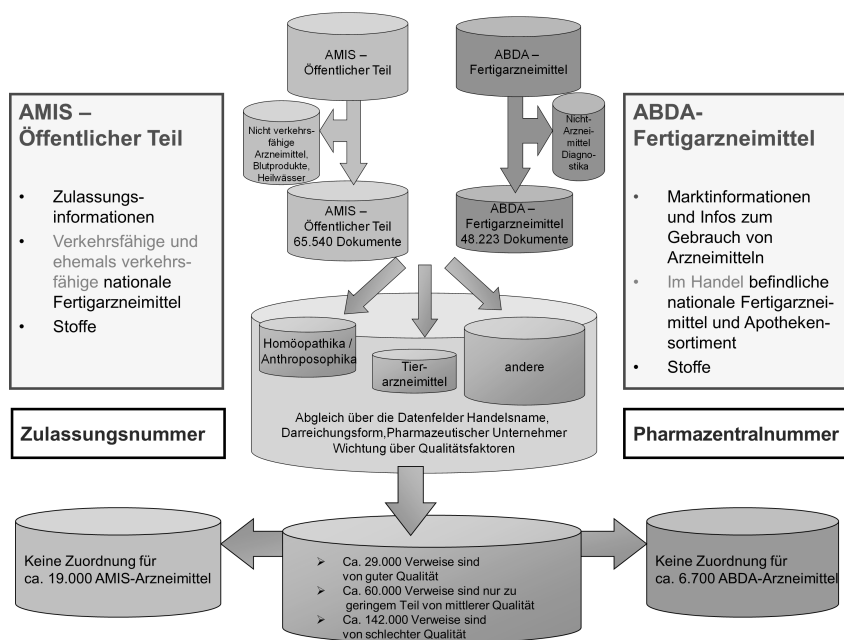 AMIS –
Öffentlicher Teil
ABDA –
Fertigarzneimittel
Nicht verkehrs-
fähige
Arzneimittel,
Blutprodukte,
Heilwässer
Nicht-
Arznei-
mittel
Diagno-
stika
AMIS –
Öffentlicher Teil
65.540 Dokumente
ABDA –
Fertigarzneimittel
48.223 Dokumente
AMIS –
Öffentlicher Teil
• Zulassungs-
informationen
• Verkehrsfähige und
ehemals verkehrs-
fähige nationale
Fertigarzneimittel
• Stoffe
Zulassungsnummer
ABDA-
Fertigarzneimittel
• Marktinformationen
und Infos zum
Gebrauch von
Arzneimitteln
• Im Handel befindliche
nationale Fertigarznei-
mittel und Apotheken-
sortiment
• Stoffe
Pharmazentralnummer
Homöopathika /
Anthroposophika
Tier-
arzneimittel
andere
Abgleich über die Datenfelder Handelsname,
Darreichungsform,Pharmazeutischer Unternehmer
Wichtung über Qualitätsfaktoren
Keine Zuordnung für
ca. 19.000 AMIS-Arzneimittel
➢ Ca. 29.000 Verweise sind
von guter Qualität
➢ Ca. 60.000 Verweise sind nur zu
geringem Teil von mittlerer Qualität
➢ Ca. 142.000 Verweise sind
von schlechter Qualität
Keine Zuordnung für
ca. 6.700 ABDA-Arzneimittel